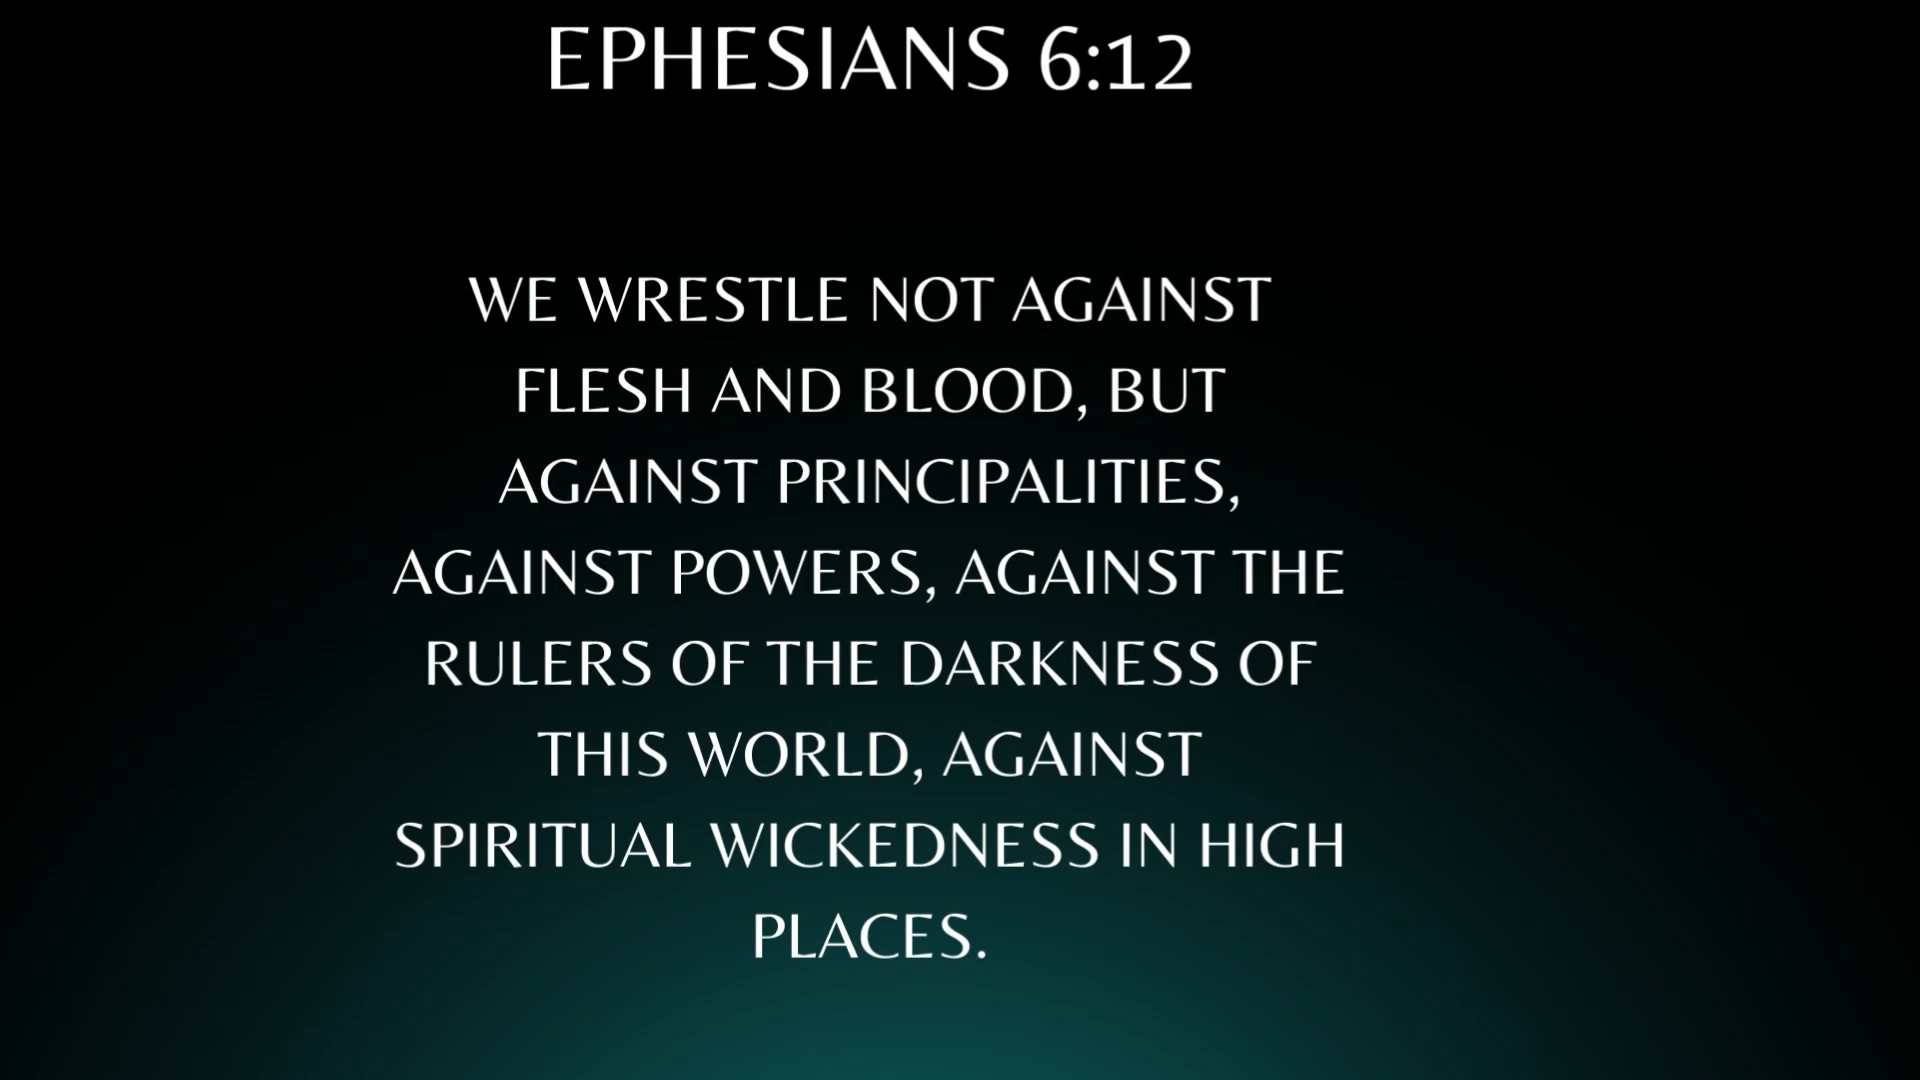 EPHESIANS 6:12
WE WRESTLE NOT AGAINST
FLESH AND BLOOD, BUT
AGAINST PRINCIPALITIES,
AGAINST POWERS, AGAINST THE
RULERS OF THE DARKNESS OF
THIS WORLD, AGAINST
SPIRITUAL WICKEDNESS IN HIGH
PLACES.